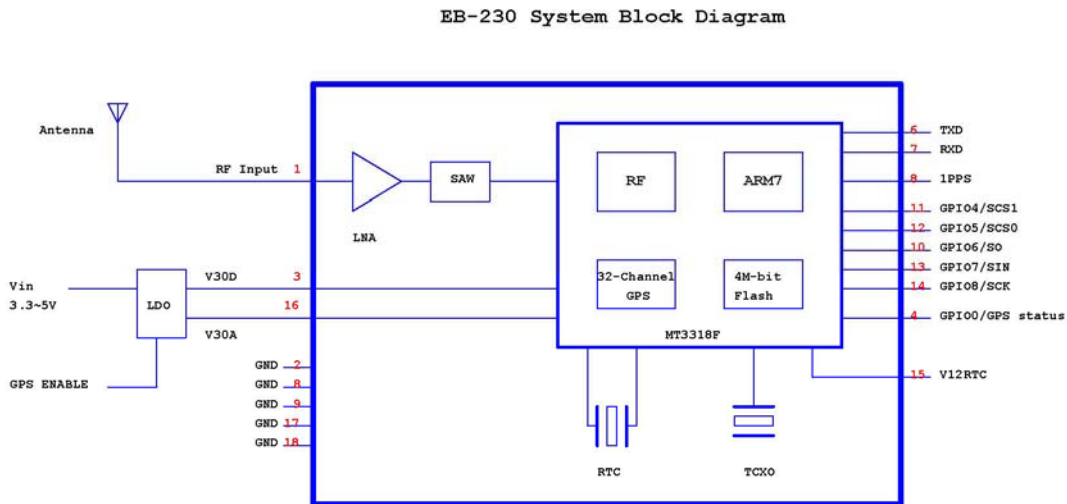 EB-230 System Block Diagram
Antenna
RF Input 1
LNA
SAW
RF
ARM7
32-Channel
GPS
4M-bit
Flash
MT3318F
6 TXD
7 RXD
8 1PPS
11 GPIO4/SCS1
12 GPIO5/SCS0
10 GPIO6/SO
13 GPIO7/SIN
14 GPIO8/SCK
4 GPIO0/GPS status
15 V12RTC
Vin
3.3~5V
LDO
V30D 3
16
V30A
GPS ENABLE
GND 2
GND 8
GND 9
GND 17
GND 18
RTC
TCXO